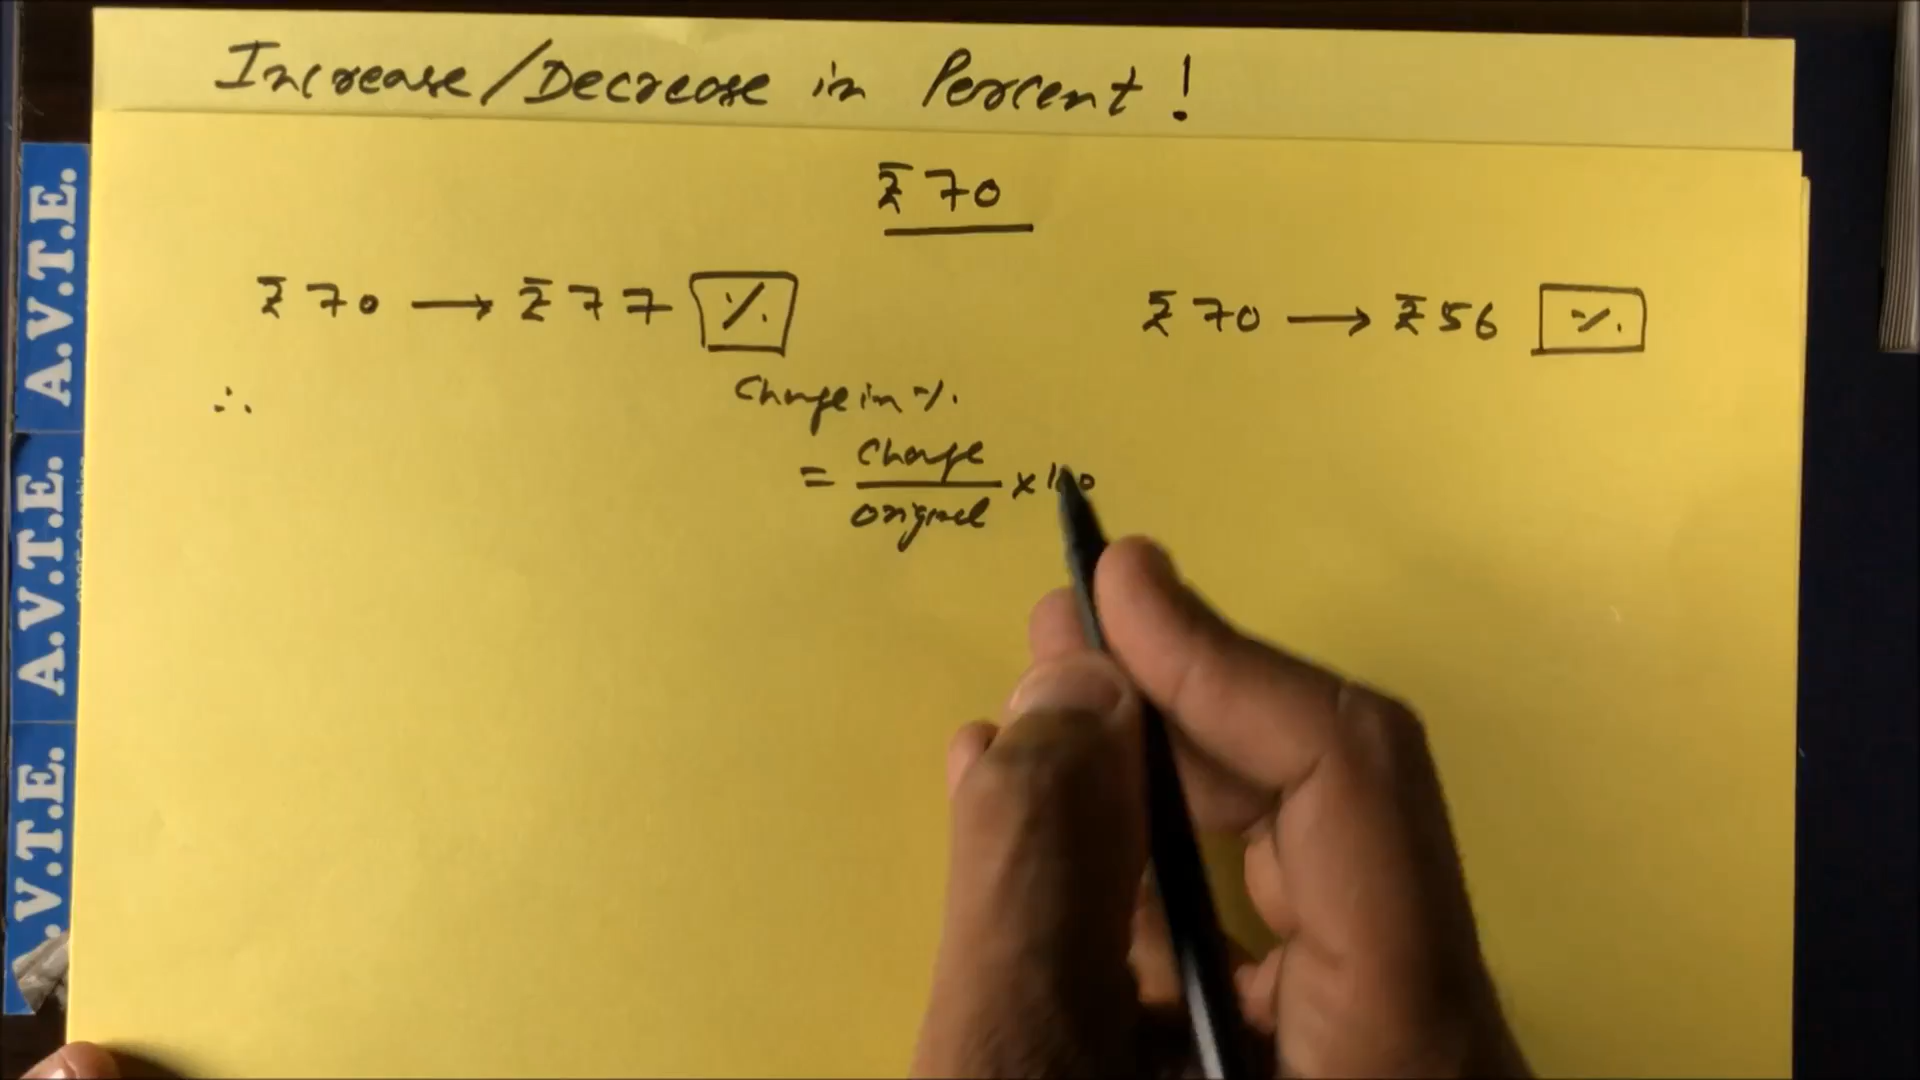 Increase/Decrease in Percent!
₹70
₹70 → ₹77 %
₹70 → ₹56 %
∴
Change in %.
= Change / original × 100
A.V.T.E.
A.V.T.E.
A.V.T.E.